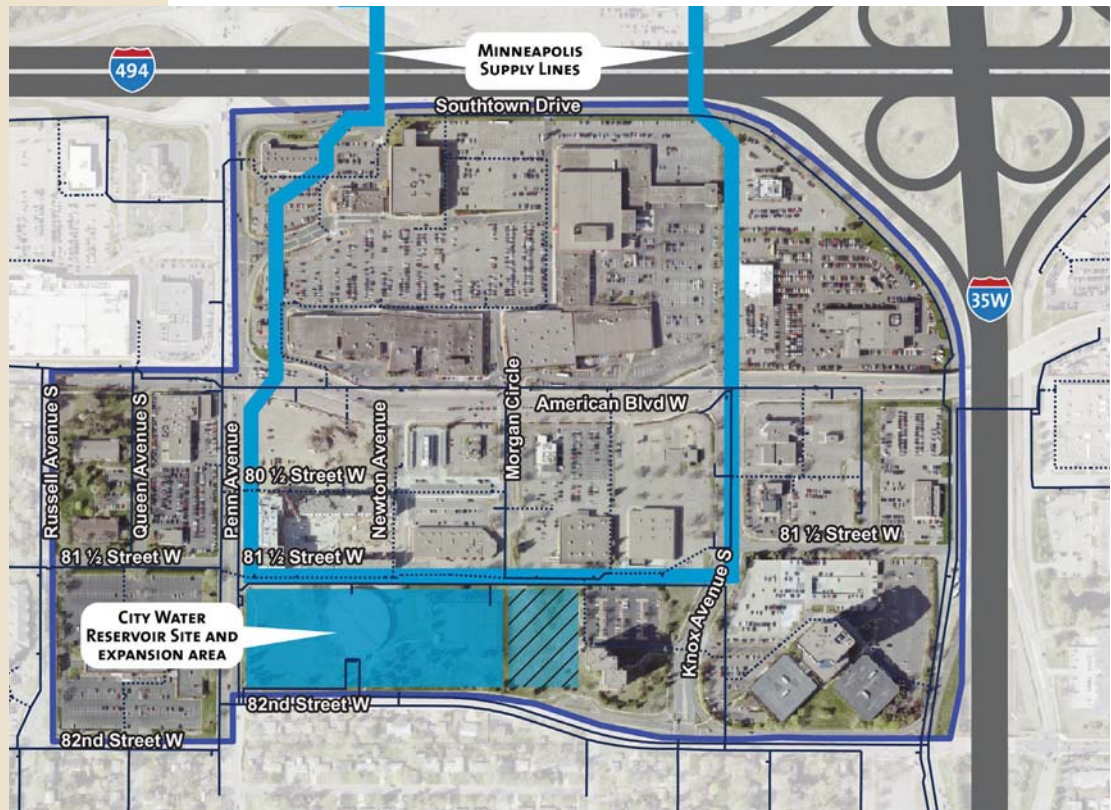 494
Minneapolis
Supply Lines
Southtown Drive
35W
Russell Avenue S
Queen Avenue S
Penn Avenue
American Blvd W
80 ½ Street W
Newton Avenue
Morgan Circle
81 ½ Street W
81 ½ Street W
81 ½ Street W
Knox Avenue S
City Water
Reservoir Site and
expansion area
82nd Street W
82nd Street W